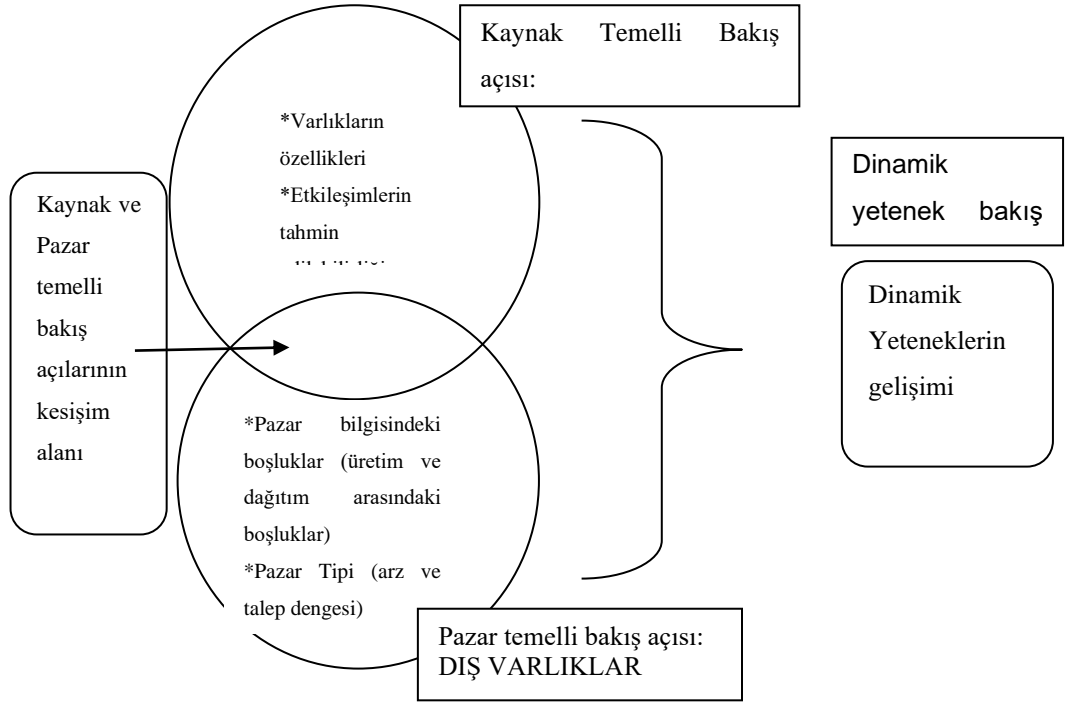 Kaynak Temelli Bakış
açısı:
*Varlıkların
özellikleri
*Etkileşimlerin
tahmin
Kaynak ve
Pazar
temelli
bakış
açılarının
kesişim
alanı
*Pazar bilgisindeki
boşluklar (üretim ve
dağıtım arasındaki
boşluklar)
*Pazar Tipi (arz ve
talep dengesi)
Pazar temelli bakış açısı:
DIŞ VARLIKLAR
Dinamik
yetenek bakış
Dinamik
Yeteneklerin
gelişimi